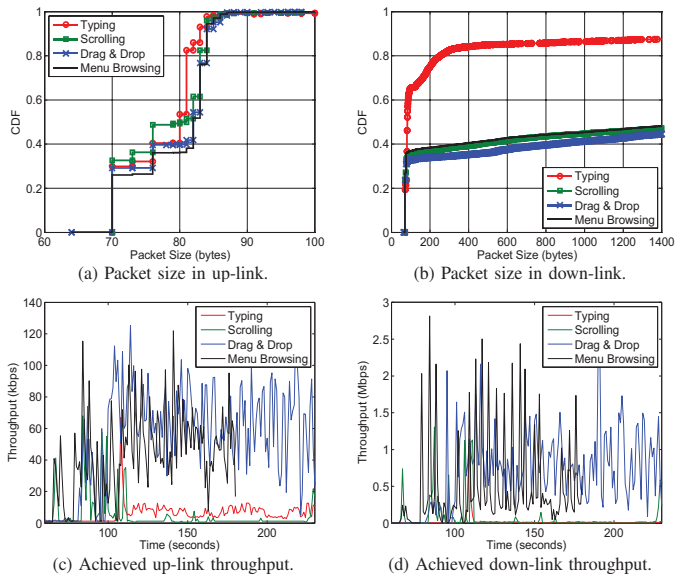 1
0.8
0.6
0.4
0.2
0
CDF
Typing
Scrolling
Drag & Drop
Menu Browsing
60 70 80 90 100
Packet Size (bytes)
(a) Packet size in up-link.
1
0.8
0.6
0.4
0.2
0
CDF
Typing
Scrolling
Drag & Drop
Menu Browsing
0 200 400 600 800 1000 1200 1400
Packet Size (bytes)
(b) Packet size in down-link.
140
120
100
80
60
40
20
0
Throughput (kbps)
Typing
Scrolling
Drag & Drop
Menu Browsing
100 150 200
Time (seconds)
(c) Achieved up-link throughput.
3
2.5
2
1.5
1
0.5
0
Throughput (Mbps)
Typing
Scrolling
Drag & Drop
Menu Browsing
100 150 200
Time (seconds)
(d) Achieved down-link throughput.